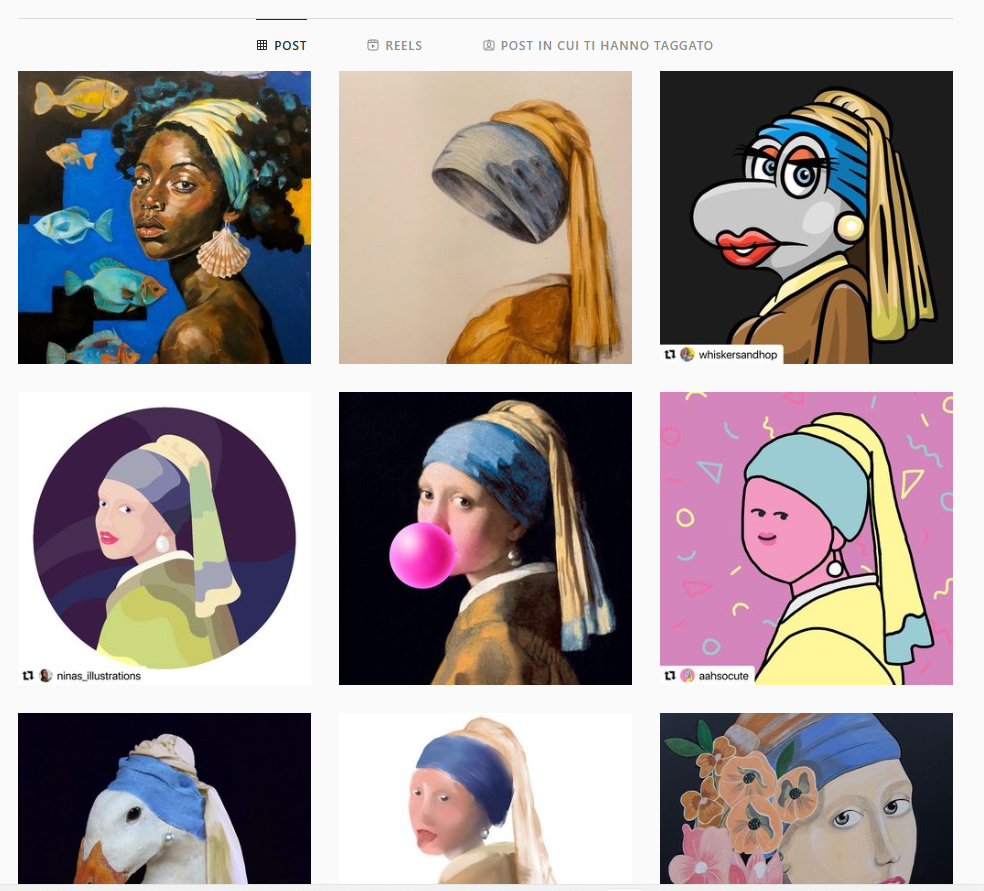 POST
REELS
POST IN CUI TI HANNO TAGGATO
whiskersandhop
ninas_illustrations
aahsocute